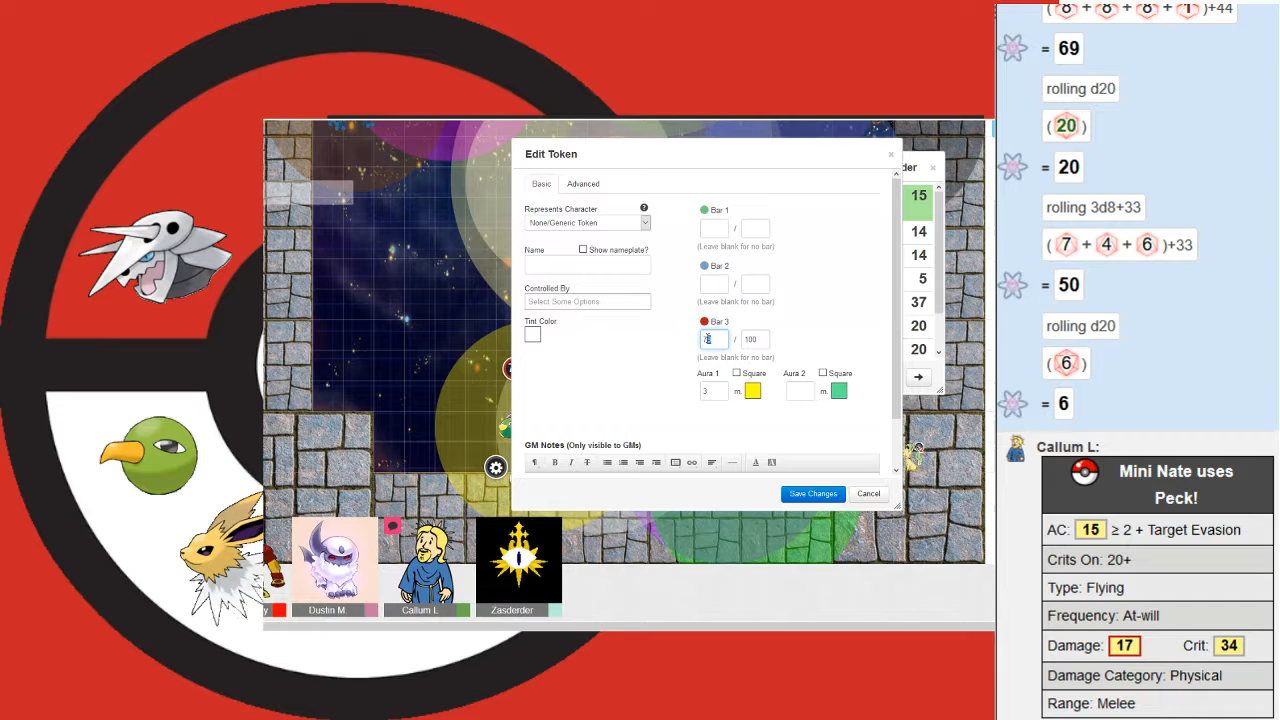 (8 + 8 + 8 + 1)+44
= 69
rolling d20
(20)
= 20
rolling 3d8+33
(7 + 4 + 6)+33
= 50
rolling d20
(6)
= 6
Callum L:
Mini Nate uses
Peck!
AC: 15 ≥ 2 + Target Evasion
Crits On: 20+
Type: Flying
Frequency: At-will
Damage: 17 Crit: 34
Damage Category: Physical
Range: Melee
Edit Token
×
Basic Advanced
Represents Character ?
None/Generic Token
Name Show nameplate?
Controlled By
Select Some Options
Tint Color
Bar 1
/
(Leave blank for no bar)
Bar 2
/
(Leave blank for no bar)
Bar 3
/ 100
(Leave blank for no bar)
Aura 1 Square Aura 2 Square
3 m. m.
GM Notes (Only visible to GMs)
Save Changes Cancel
der ×
15
14
14
5
37
20
20
Dustin M.
Callum L
Zasderder